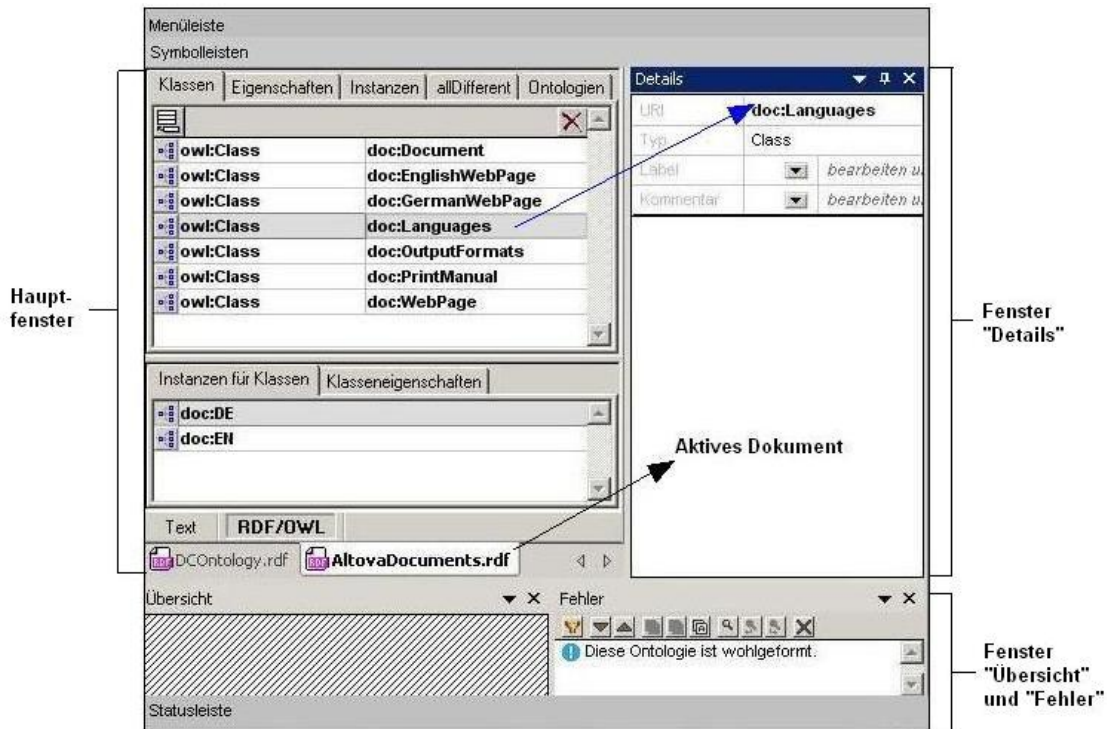 Menüleiste
Symbolleisten
Klassen Eigenschaften Instanzen allDifferent Ontologien
owl:Class doc:Document
owl:Class doc:EnglishWebPage
owl:Class doc:GermanWebPage
owl:Class doc:Languages
owl:Class doc:OutputFormats
owl:Class doc:PrintManual
owl:Class doc:WebPage
Instanzen für Klassen Klasseneigenschaften
doc:DE
doc:EN
Text RDF/OWL
DCOntology.rdf AltovaDocuments.rdf
Haupt-
fenster
Details
URI doc:Languages
Typ Class
Label bearbeiten u
Kommentar bearbeiten u
Aktives Dokument
Fenster
"Details"
Übersicht
Fehler
Diese Ontologie ist wohlgeformt.
Fenster
"Übersicht"
und "Fehler"
Statusleiste